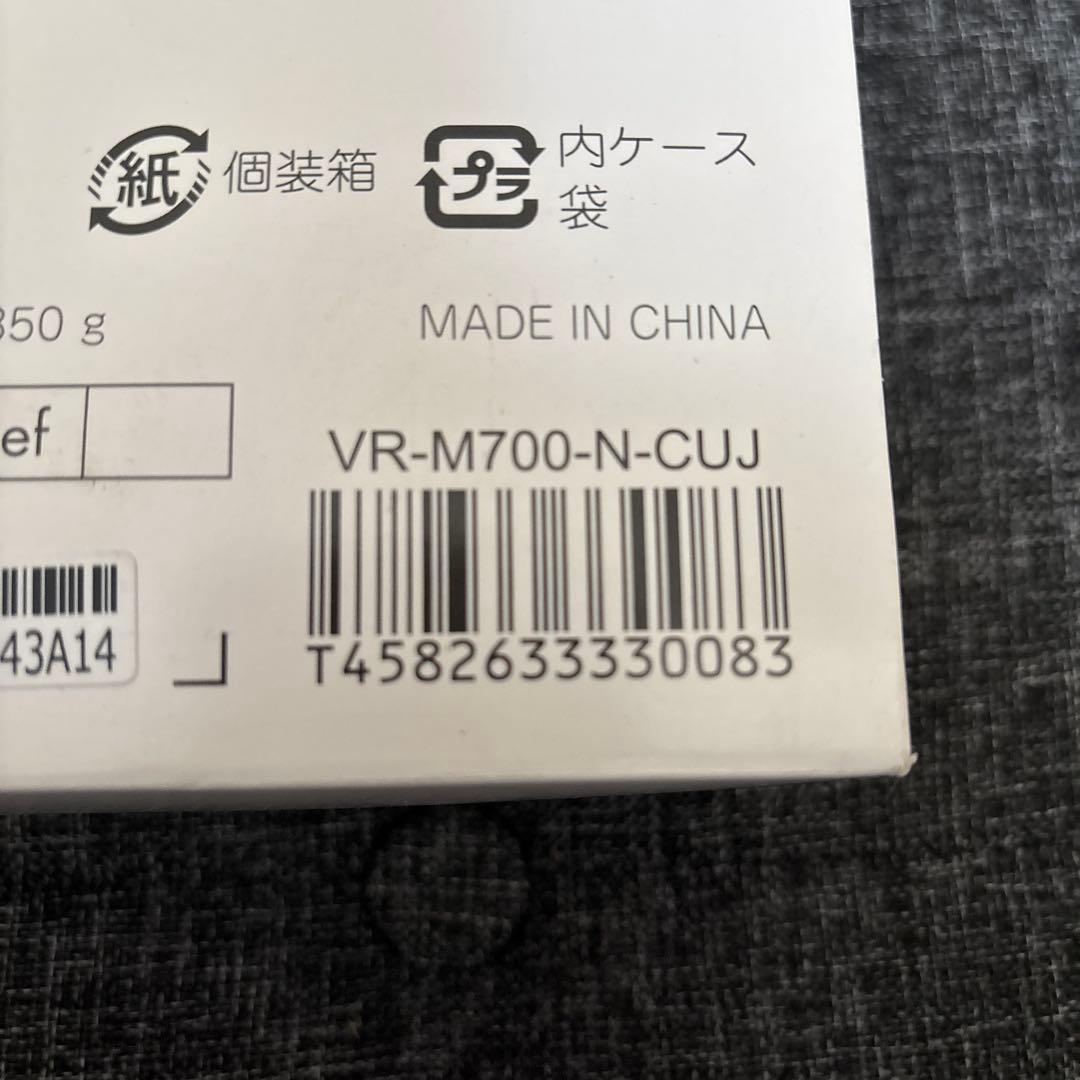 紙 個装箱
プラ 内ケース
袋
350 g
MADE IN CHINA
ef
VR-M700-N-CUJ
43A14
T4582633330083